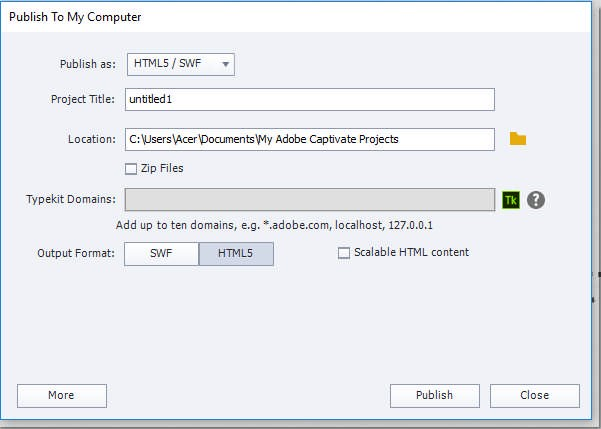 Publish To My Computer
Publish as: HTML5 / SWF
Project Title: untitled1
Location: C:\Users\Acer\Documents\My Adobe Captivate Projects
Zip Files
Typekit Domains: Tk ?
Add up to ten domains, e.g. *.adobe.com, localhost, 127.0.0.1
Output Format: SWF HTML5 Scalable HTML content
More Publish Close